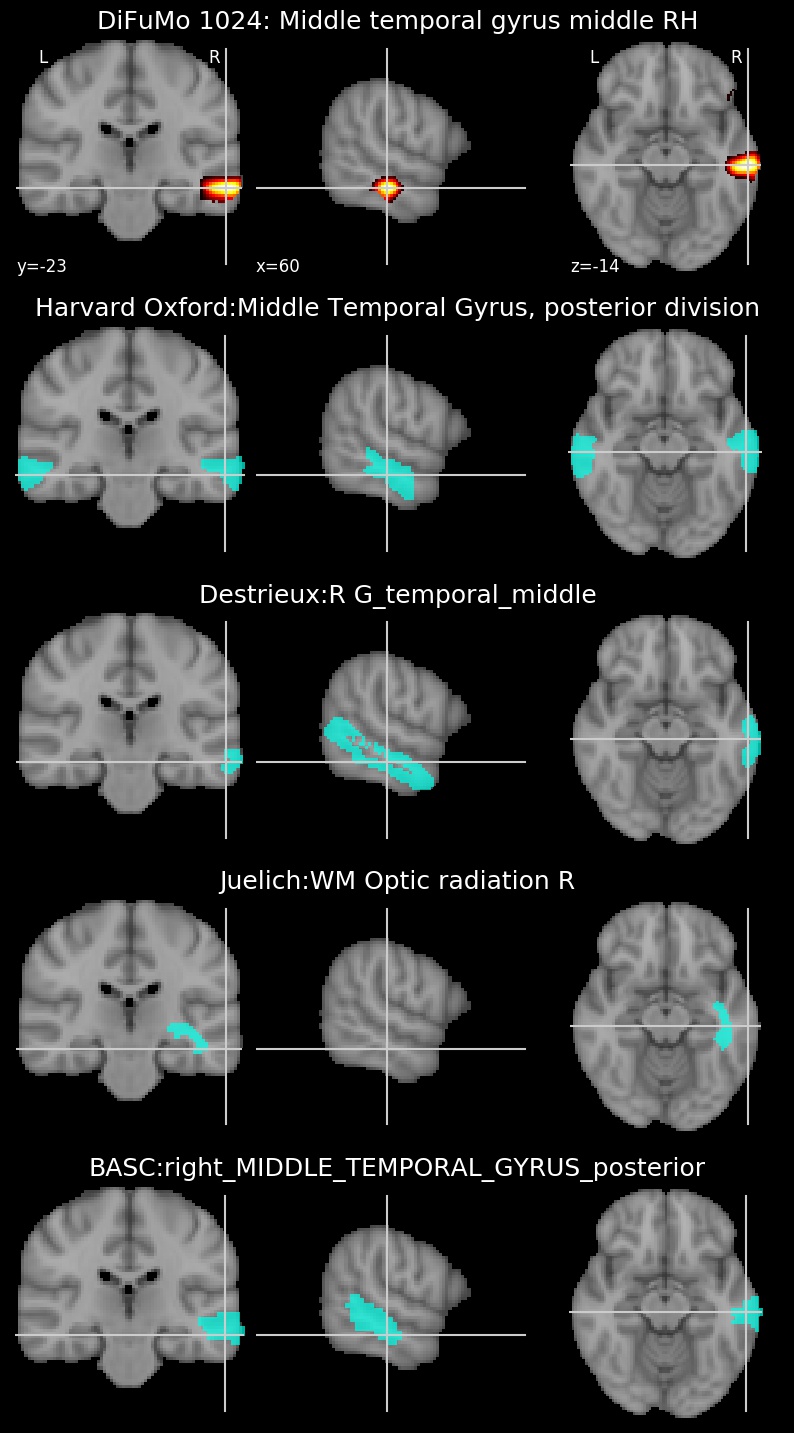 DiFuMo 1024: Middle temporal gyrus middle RH
L R L R
y=-23 x=60 z=-14
Harvard Oxford:Middle Temporal Gyrus, posterior division
Destrieux:R G_temporal_middle
Juelich:WM Optic radiation R
BASC:right_MIDDLE_TEMPORAL_GYRUS_posterior